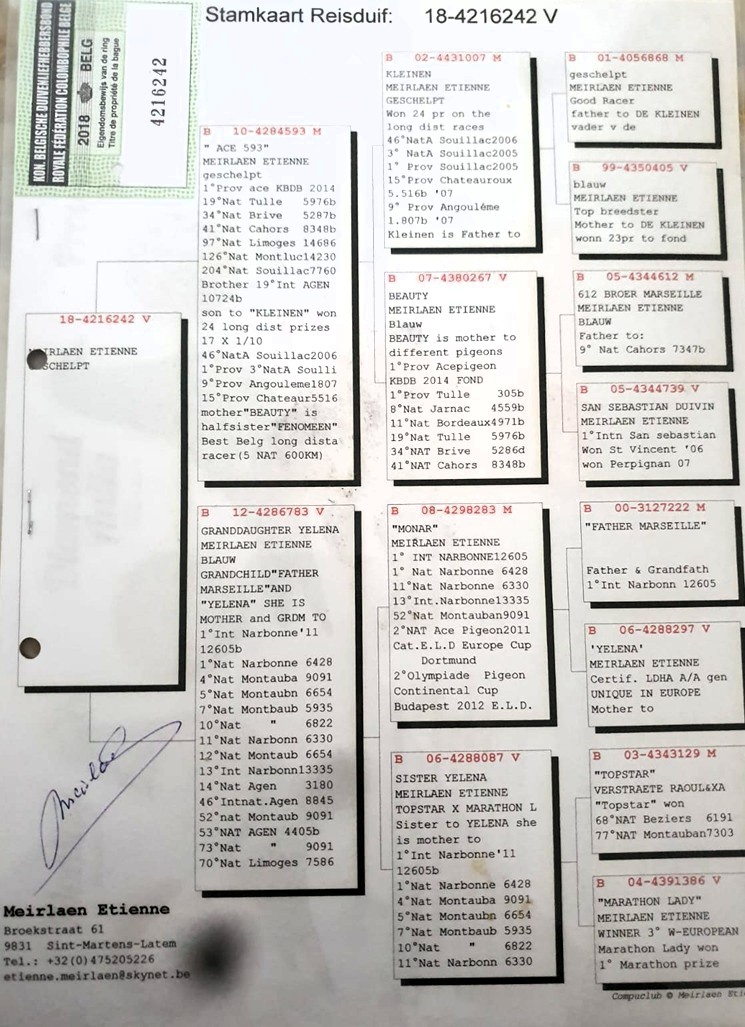 Stamkaart Reisduif: 18-4216242 V
KON. BELGISCHE DUIVENLIEFHEBBERSBOND
ROYALE FÉDÉRATION COLOMBOPHILE BELGE
2018 BELG
Eigendomsbewijs van de ring
Titre de propriété de la bague
4216242
18-4216242 V
MEIRLAEN ETIENNE
GESCHELPT
B 10-4284593 M
" ACE 593"
MEIRLAEN ETIENNE
geschelpt
1°Prov ace KBDB 2014
19°Nat Tulle 5976b
34°Nat Brive 5287b
41°Nat Cahors 8348b
97°Nat Limoges 14686
126°Nat Montluc14230
204°Nat Souillac7760
Brother 19°Int AGEN
10724b
son to "KLEINEN" won
24 long dist prizes
17 X 1/10
46°NatA Souillac2006
1°Prov 3°NatA Soulli
9°Prov Angouleme1807
15°Prov Chateaur5516
mother"BEAUTY" is
halfsister"FENOMEEN"
Best Belg long dista
racer(5 NAT 600KM)
B 12-4286783 V
GRANDDAUGHTER YELENA
MEIRLAEN ETIENNE
BLAUW
GRANDCHILD"FATHER
MARSEILLE"AND
"YELENA" SHE IS
MOTHER and GRDM TO
1°Int Narbonne'11
12605b
1°Nat Narbonne 6428
4°Nat Montauba 9091
5°Nat Montaubn 6654
7°Nat Montbaub 5935
10°Nat " 6822
11°Nat Narbonn 6330
12°Nat Montaub 6654
13°Int Narbonn13335
14°Nat Agen 3180
46°Intnat.Agen 8845
52°nat Montaub 9091
53°NAT AGEN 4405b
73°Nat " 9091
70°Nat Limoges 7586
B 02-4431007 M
KLEINEN
MEIRLAEN ETIENNE
GESCHELPT
Won 24 pr on the
long dist races
46°NatA Souillac2006
3° NatA Souillac2005
1° Prov Souillac2005
15°Prov Chateauroux
5.516b '07
9° Prov Angoulême
1.807b '07
Kleinen is Father to
B 07-4380267 V
BEAUTY
MEIRLAEN ETIENNE
Blauw
BEAUTY is mother to
different pigeons
1°Prov Acepigeon
KBDB 2014 FOND
1°Prov Tulle 305b
8°Nat Jarnac 4559b
11°Nat Bordeaux4971b
19°Nat Tulle 5976b
34°NAT Brive 5286d
41°NAT Cahors 8348b
B 08-4298283 M
"MONAR"
MEIRLAEN ETIENNE
1° INT NARBONNE12605
1° Nat Narbonne 6428
11°Nat Narbonne 6330
13°Int.Narbonne13335
52°Nat Montauban9091
2°NAT Ace Pigeon2011
Cat.E.L.D Europe Cup
Dortmund
2°Olympiade Pigeon
Continental Cup
Budapest 2012 E.L.D.
B 06-4288087 V
SISTER YELENA
MEIRLAEN ETIENNE
TOPSTAR X MARATHON L
Sister to YELENA she
is mother to
1°Int Narbonne'11
12605b
1°Nat Narbonne 6428
4°Nat Montauba 9091
5°Nat Montaubn 6654
7°Nat Montbaub 5935
10°Nat " 6822
11°Nat Narbonn 6330
B 01-4056868 M
geschelpt
MEIRLAEN ETIENNE
Good Racer
father to DE KLEINEN
vader v de
B 99-4350405 V
blauw
MEIRLAEN ETIENNE
Top breedster
Mother to DE KLEINEN
wonn 23pr to fond
B 05-4344612 M
612 BROER MARSEILLE
MEIRLAEN ETIENNE
BLAUW
Father to:
9° Nat Cahors 7347b
B 05-4344739 V
SAN SEBASTIAN DUIVIN
MEIRLAEN ETIENNE
1°Intn San sebastian
Won St Vincent '06
won Perpignan 07
B 00-3127222 M
"FATHER MARSEILLE"
Father & Grandfath
1°Int Narbonn 12605
B 06-4288297 V
'YELENA'
MEIRLAEN ETIENNE
Certif. LDHA A/A gen
UNIQUE IN EUROPE
Mother to
B 03-4343129 M
"TOPSTAR"
VERSTRAETE RAOUL&XA
"Topstar" won
68°NAT Beziers 6191
77°NAT Montauban7303
B 04-4391386 V
"MARATHON LADY"
MEIRLAEN ETIENNE
WINNER 3° W-EUROPEAN
Marathon Lady won
1° Marathon prize
Meirlaen Etienne
Broekstraat 61
9831 Sint-Martens-Latem
Tel.: +32(0)475205226
etienne.meirlaen@skynet.be
Compuclub © Meirlaen Eti